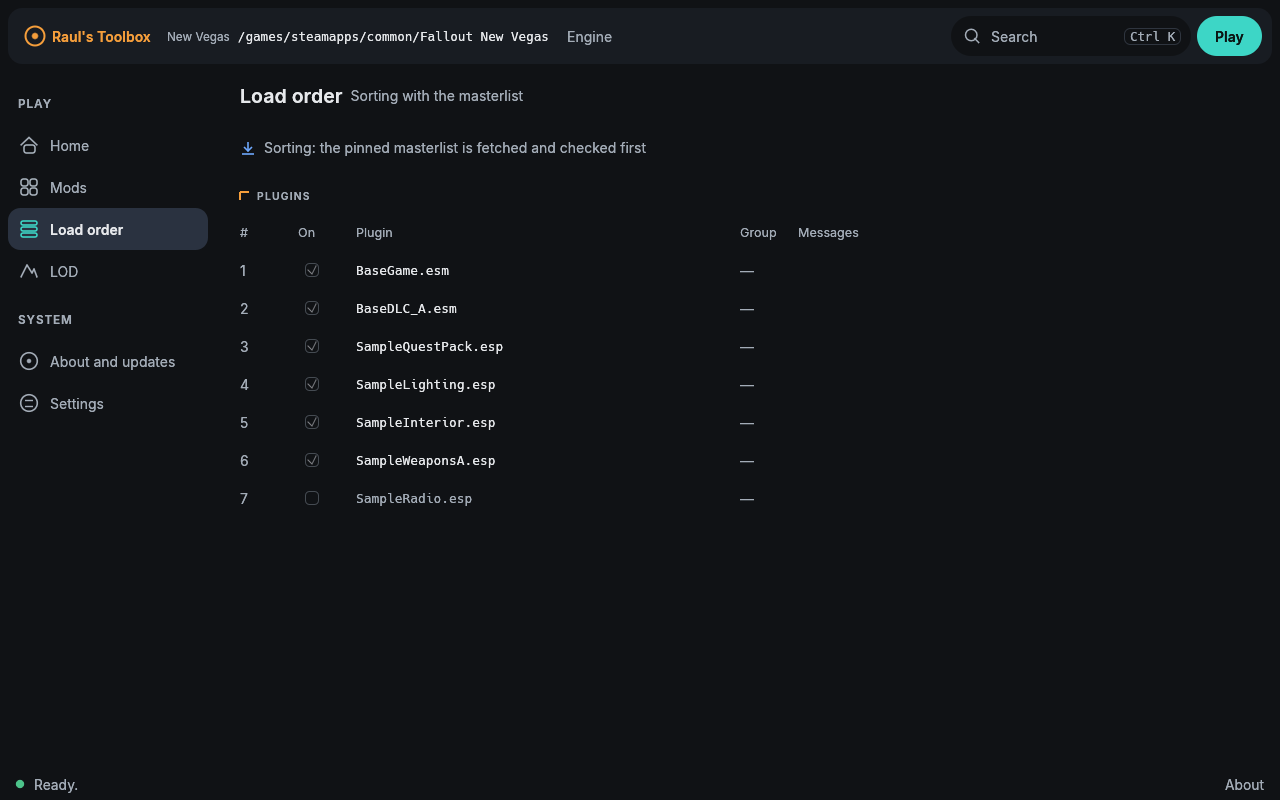 Raul's Toolbox New Vegas /games/steamapps/common/Fallout New Vegas Engine Search Ctrl K Play
PLAY
Home
Mods
Load order
LOD
SYSTEM
About and updates
Settings
Load order Sorting with the masterlist
Sorting: the pinned masterlist is fetched and checked first
PLUGINS
# On Plugin Group Messages
1 BaseGame.esm —
2 BaseDLC_A.esm —
3 SampleQuestPack.esp —
4 SampleLighting.esp —
5 SampleInterior.esp —
6 SampleWeaponsA.esp —
7 SampleRadio.esp —
Ready. About